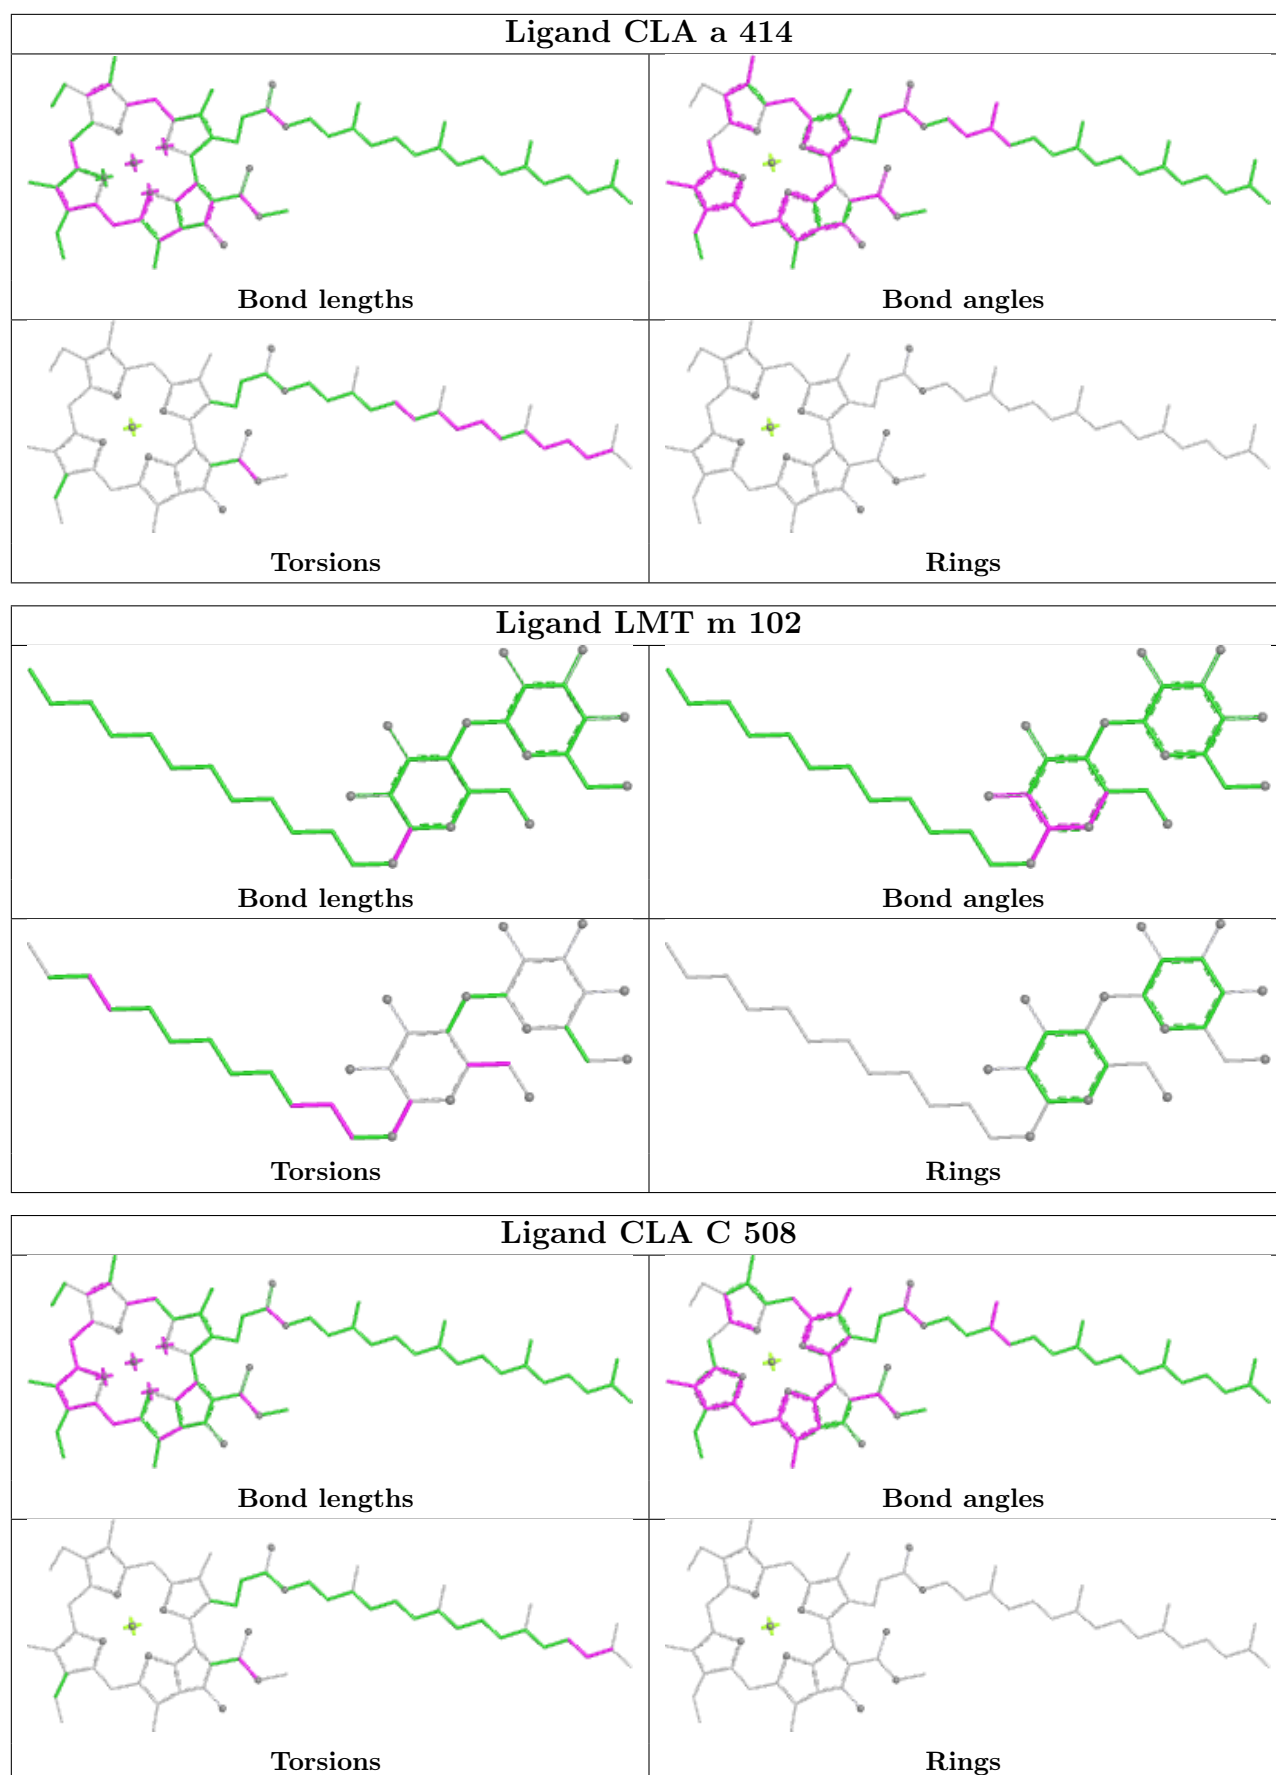 Ligand CLA a 414
Bond lengths
Bond angles
Torsions
Rings
Ligand LMT m 102
Bond lengths
Bond angles
Torsions
Rings
Ligand CLA C 508
Bond lengths
Bond angles
Torsions
Rings